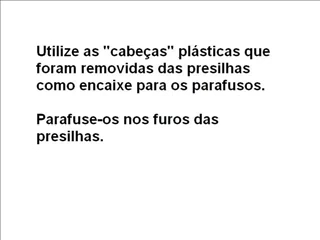 Utilize as "cabeças" plásticas que
foram removidas das presilhas
como encaixe para os parafusos.
Parafuse-os nos furos das
presilhas.